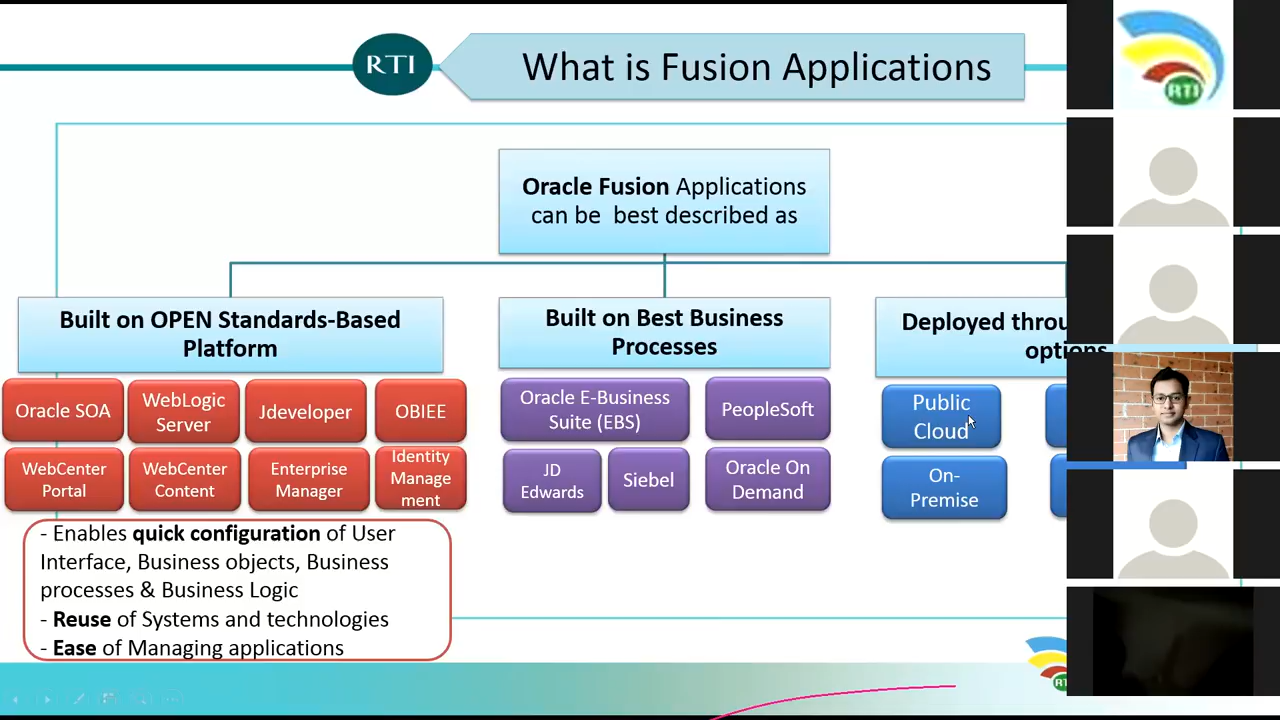 RTI
What is Fusion Applications
RTI
Oracle Fusion Applications
can be best described as
Built on OPEN Standards-Based
Platform
Built on Best Business
Processes
Deployed throu
options
Oracle SOA
WebLogic
Server
Jdeveloper
OBIEE
WebCenter
Portal
WebCenter
Content
Enterprise
Manager
Identity
Manage
ment
Oracle E-Business
Suite (EBS)
PeopleSoft
JD
Edwards
Siebel
Oracle On
Demand
Public
Cloud
On-
Premise
- Enables quick configuration of User
Interface, Business objects, Business
processes & Business Logic
- Reuse of Systems and technologies
- Ease of Managing applications